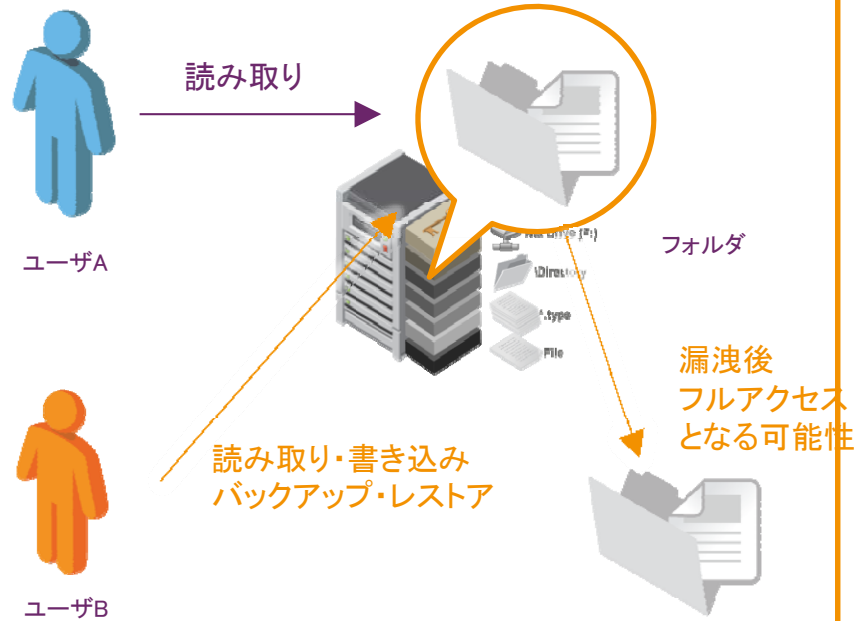 読み取り
ユーザA
フォルダ
Directory
*.type
File
漏洩後
フルアクセス
となる可能性
読み取り・書き込み
バックアップ・レストア
ユーザB